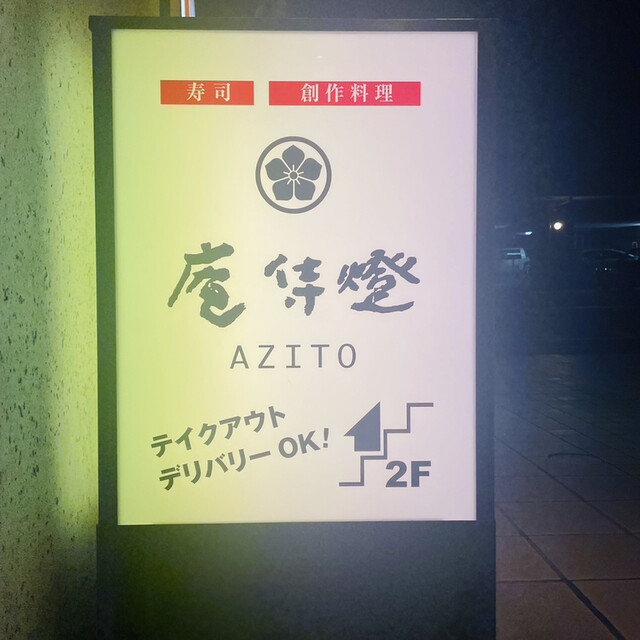 寿司 創作料理
庵侍燈
AZITO
テイクアウト
デリバリーOK!
2F